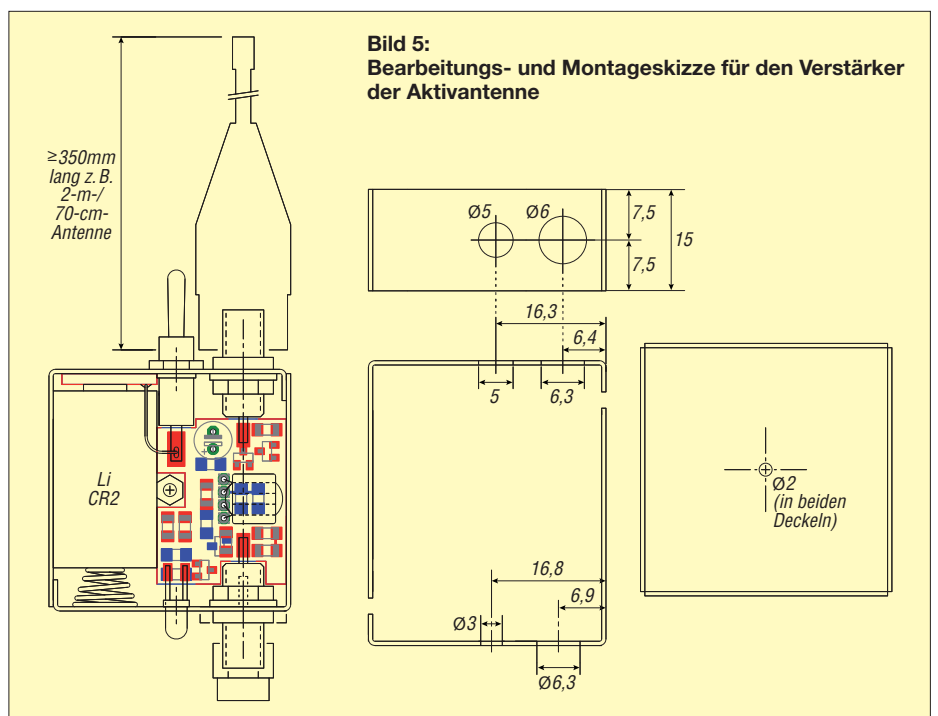 Bild 5:
Bearbeitungs- und Montageskizze für den Verstärker
der Aktivantenne
≥350mm
lang z. B.
2-m-/
70-cm-
Antenne
Li
CR2
+
Ø5
Ø6
7,5
15
7,5
16,3
6,4
5
6,3
16,8
6,9
Ø3
Ø6,3
Ø2
(in beiden
Deckeln)